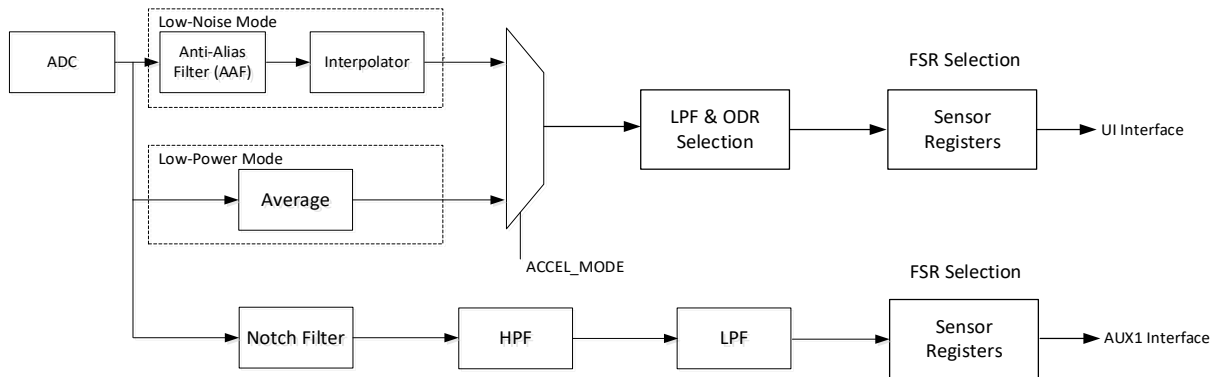 Low-Noise Mode
ADC
Anti-Alias
Filter (AAF)
Interpolator
FSR Selection
LPF & ODR
Selection
Sensor
Registers
UI Interface
Low-Power Mode
Average
ACCEL_MODE
FSR Selection
Notch Filter
HPF
LPF
Sensor
Registers
AUX1 Interface